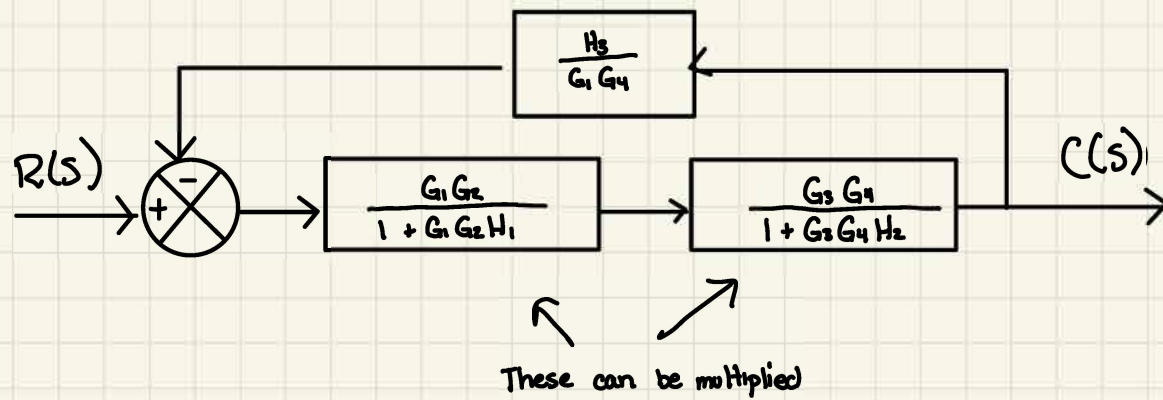 H₃
G₁ G₄
R(S)
C(S)
−
+
G₁ G₂
1 + G₁ G₂ H₁
G₃ G₄
1 + G₃ G₄ H₂
These can be multiplied